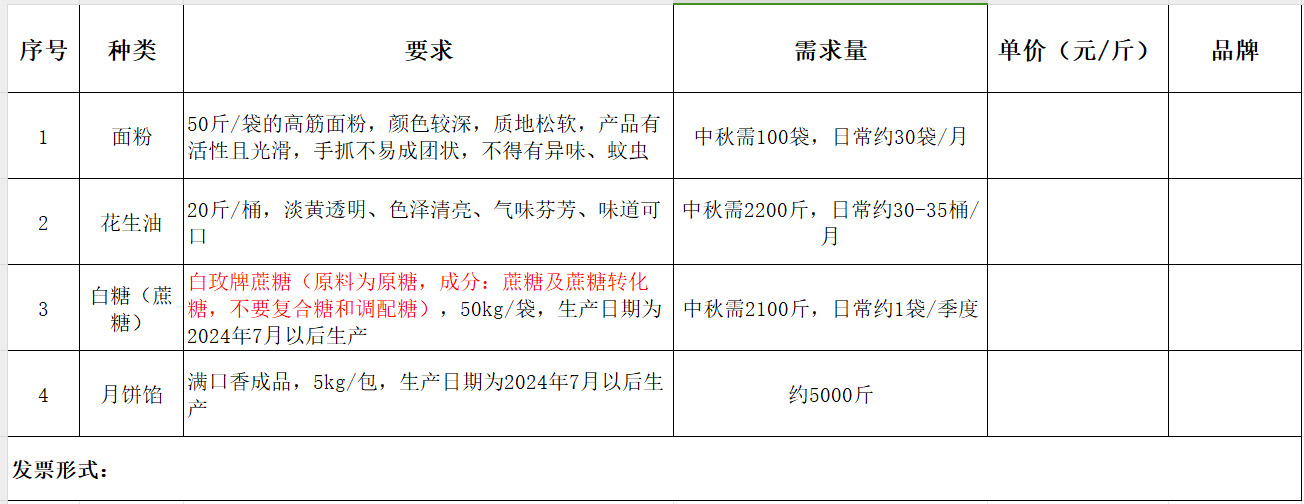 序号 种类 要求 需求量 单价（元/斤） 品牌
1 面粉 50斤/袋的高筋面粉，颜色较深，质地松软，产品有
活性且光滑，手抓不易成团状，不得有异味、蚊虫 中秋需100袋，日常约30袋/月
2 花生油 20斤/桶，淡黄透明、色泽清亮、气味芬芳、味道可
口 中秋需2200斤，日常约30-35桶/
月
3 白糖（蔗
糖） 白玫牌蔗糖（原料为原糖，成分：蔗糖及蔗糖转化
糖，不要复合糖和调配糖），50kg/袋，生产日期为
2024年7月以后生产 中秋需2100斤，日常约1袋/季度
4 月饼馅 满口香成品，5kg/包，生产日期为2024年7月以后生
产 约5000斤
发票形式：